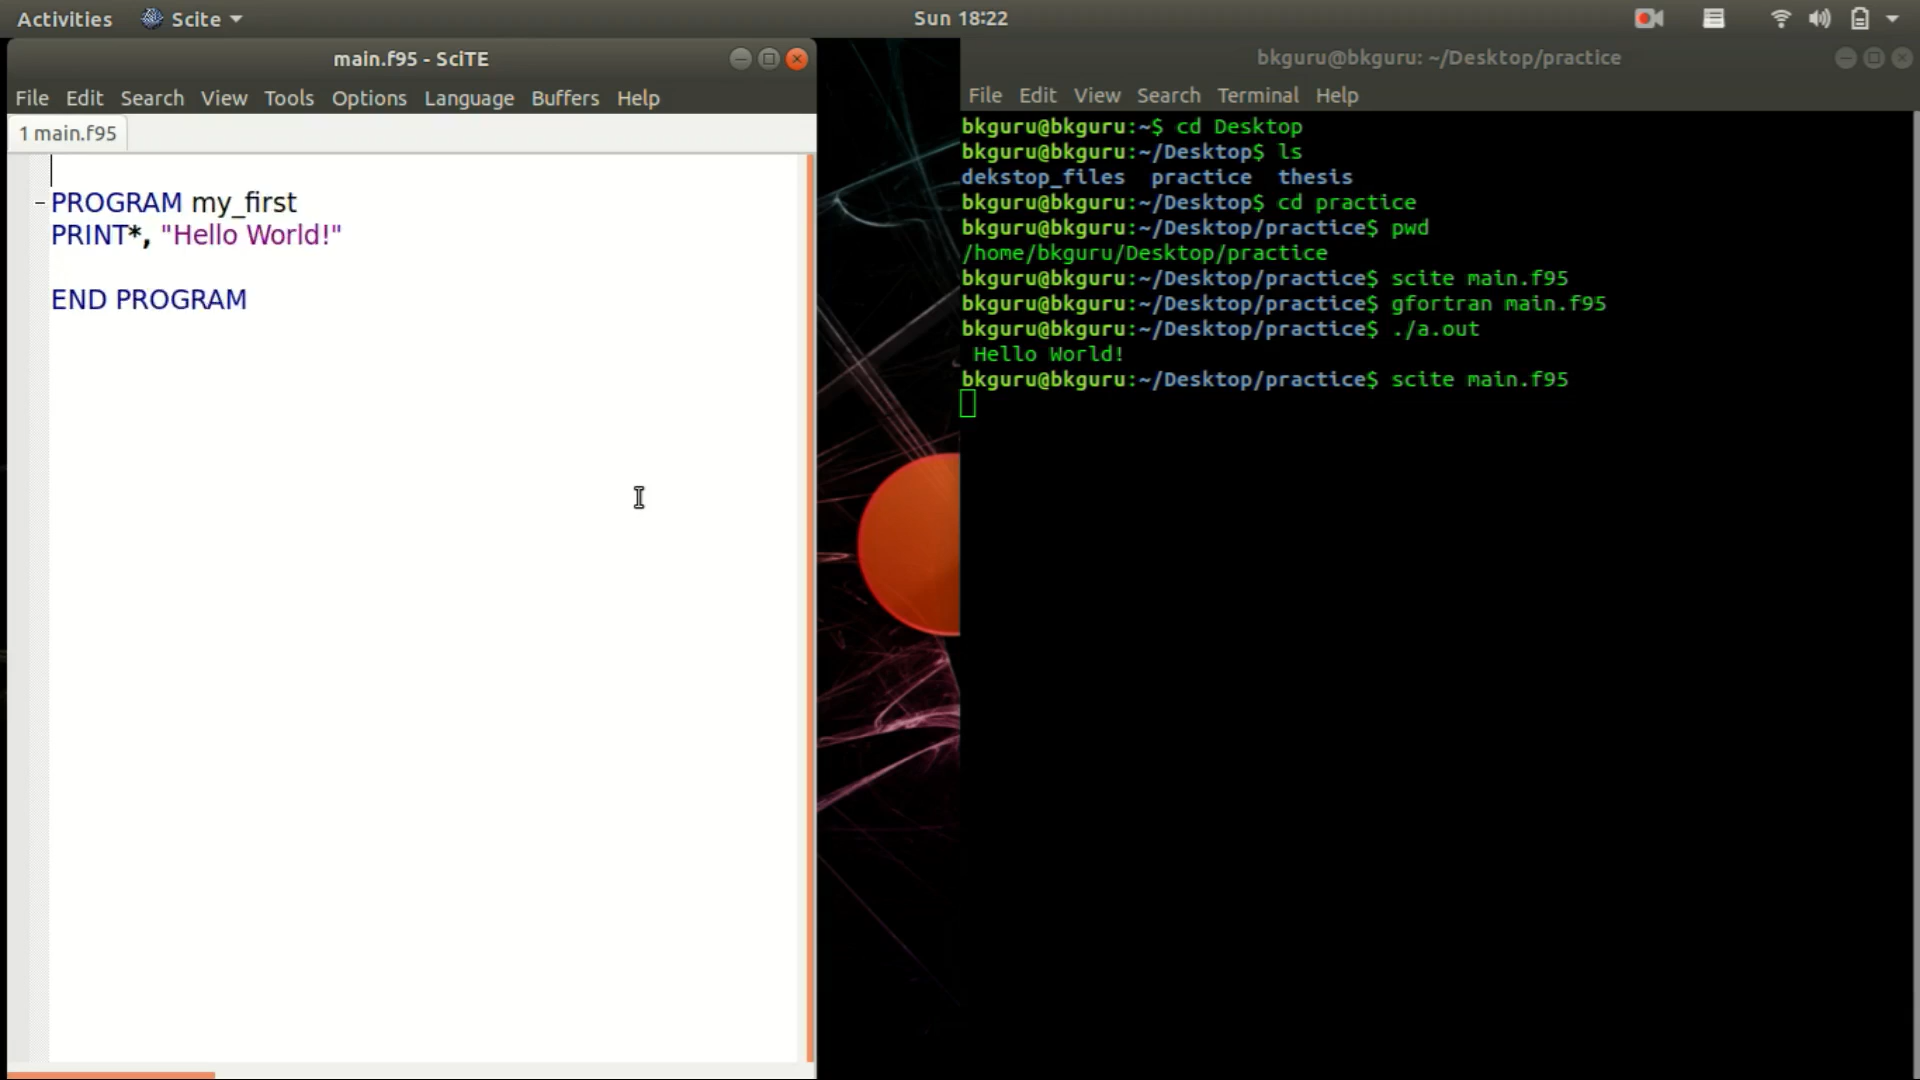 Activities Scite Sun 18:22
main.f95 - SciTE
File Edit Search View Tools Options Language Buffers Help
1 main.f95
PROGRAM my_first
PRINT*, "Hello World!"
END PROGRAM
bkguru@bkguru: ~/Desktop/practice
File Edit View Search Terminal Help
bkguru@bkguru:~$ cd Desktop
bkguru@bkguru:~/Desktop$ ls
dekstop_files practice thesis
bkguru@bkguru:~/Desktop$ cd practice
bkguru@bkguru:~/Desktop/practice$ pwd
/home/bkguru/Desktop/practice
bkguru@bkguru:~/Desktop/practice$ scite main.f95
bkguru@bkguru:~/Desktop/practice$ gfortran main.f95
bkguru@bkguru:~/Desktop/practice$ ./a.out
Hello World!
bkguru@bkguru:~/Desktop/practice$ scite main.f95